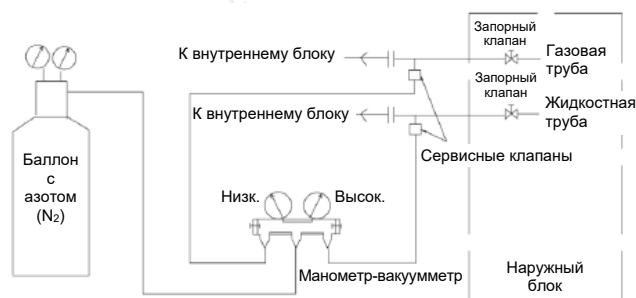 Запорный
клапан
К внутреннему блоку
Газовая
труба
Запорный
клапан
К внутреннему блоку
Жидкостная
труба
Сервисные клапаны
Баллон
с
азотом
(N2)
Низк.
Высок.
Манометр-вакуумметр
Наружный
блок